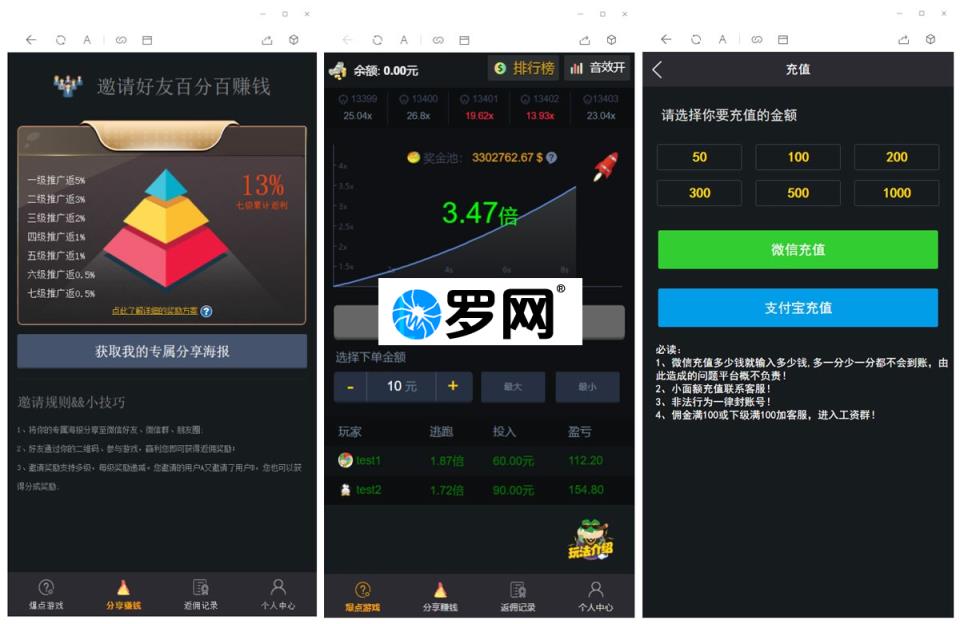 邀请好友百分百赚钱
一级推广返5%
二级推广返3%
三级推广返2%
四级推广返1%
五级推广返1%
六级推广返0.5%
七级推广返0.5%
13%
七级累计返利
点此了解详细的奖励方案 ?
获取我的专属分享海报
邀请规则&&小技巧
1、将你的专属海报分享至微信好友、微信群、朋友圈;
2、好友通过你的二维码、参与游戏，赢利您即可获得返佣奖励;
3、邀请奖励支持多级，每级奖励递减。您邀请的用户A又邀请了用户B，您也可以获
得分成奖励.
爆点游戏
分享赚钱
返佣记录
个人中心
余额: 0.00元
排行榜
音效开
13399
13400
13401
13402
13403
25.04x
26.8x
19.62x
13.93x
23.04x
奖金池: 3302762.67 $ ?
4x
3.5x
3x
2.5x
2x
1.5x
3.47倍
2s
4s
6s
8s
罗网®
选择下单金额
- 10 元 +
最大
最小
玩家 逃跑 投入 盈亏
test1 1.87倍 60.00元 112.20
test2 1.72倍 90.00元 154.80
玩法介绍
爆点游戏
分享赚钱
返佣记录
个人中心
充值
请选择你要充值的金额
50
100
200
300
500
1000
微信充值
支付宝充值
必读:
1、微信充值多少钱就输入多少钱,多一分少一分都不会到账，由
此造成的问题平台概不负责!
2、小面额充值联系客服!
3、非法行为一律封账号!
4、佣金满100或下级满100加客服，进入工资群!